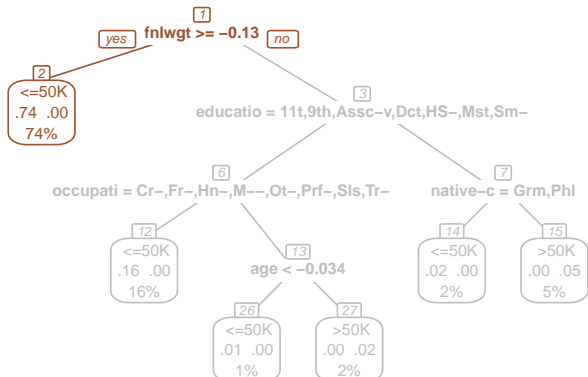 1
yes fnlwgt >= −0.13 no
2
<=50K
.74 .00
74%
3
educatio = 11t,9th,Assc−v,Dct,HS−,Mst,Sm−
6
occupati = Cr−,Fr−,Hn−,M−−,Ot−,Prf−,Sls,Tr−
7
native−c = Grm,Phl
12
<=50K
.16 .00
16%
13
age < −0.034
14
<=50K
.02 .00
2%
15
>50K
.00 .05
5%
26
<=50K
.01 .00
1%
27
>50K
.00 .02
2%